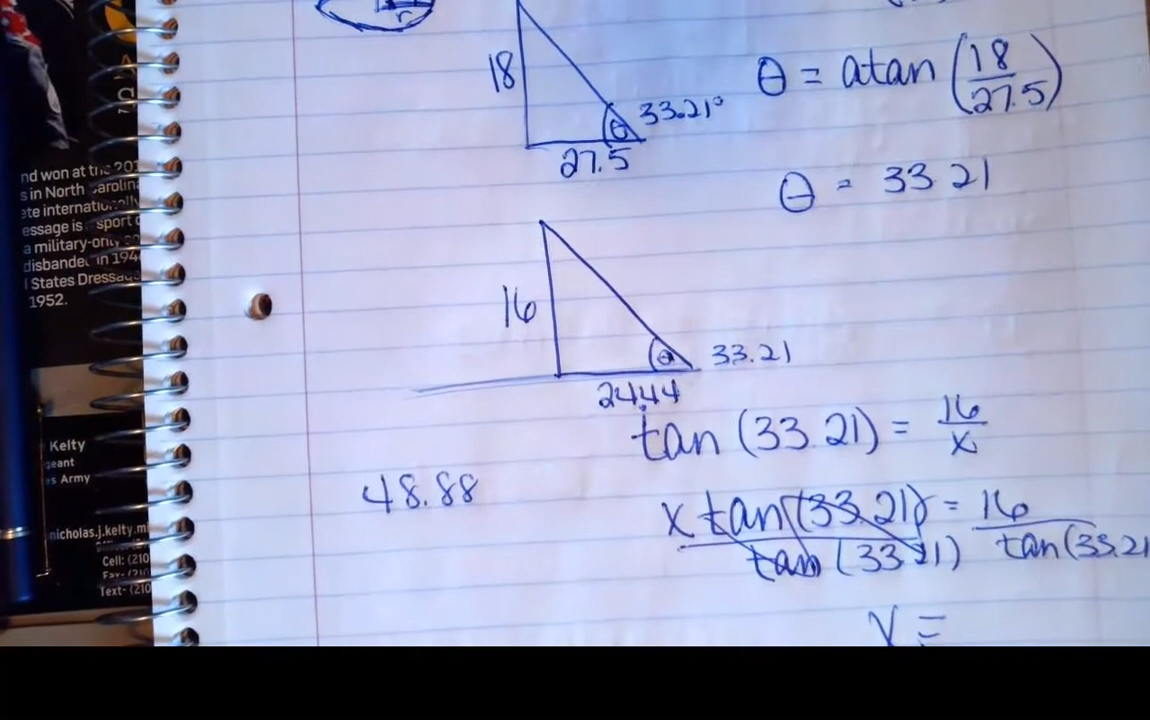 18
33.21°
θ
27.5
θ = atan (18/27.5)
θ = 33.21
16
θ
33.21
24.44
tan (33.21) = 16/x
48.88
x tan (33.21) = 16
tan (33.21) tan (33.21
nd won at the 201
s in North Carolina
ete internationally
essage is sport
a military-only
disbanded in 194
States Dressage
1952.
Kelty
geant
es Army
nicholas.j.kelty.m
Cell: (210
Fax- (210
Text- (210